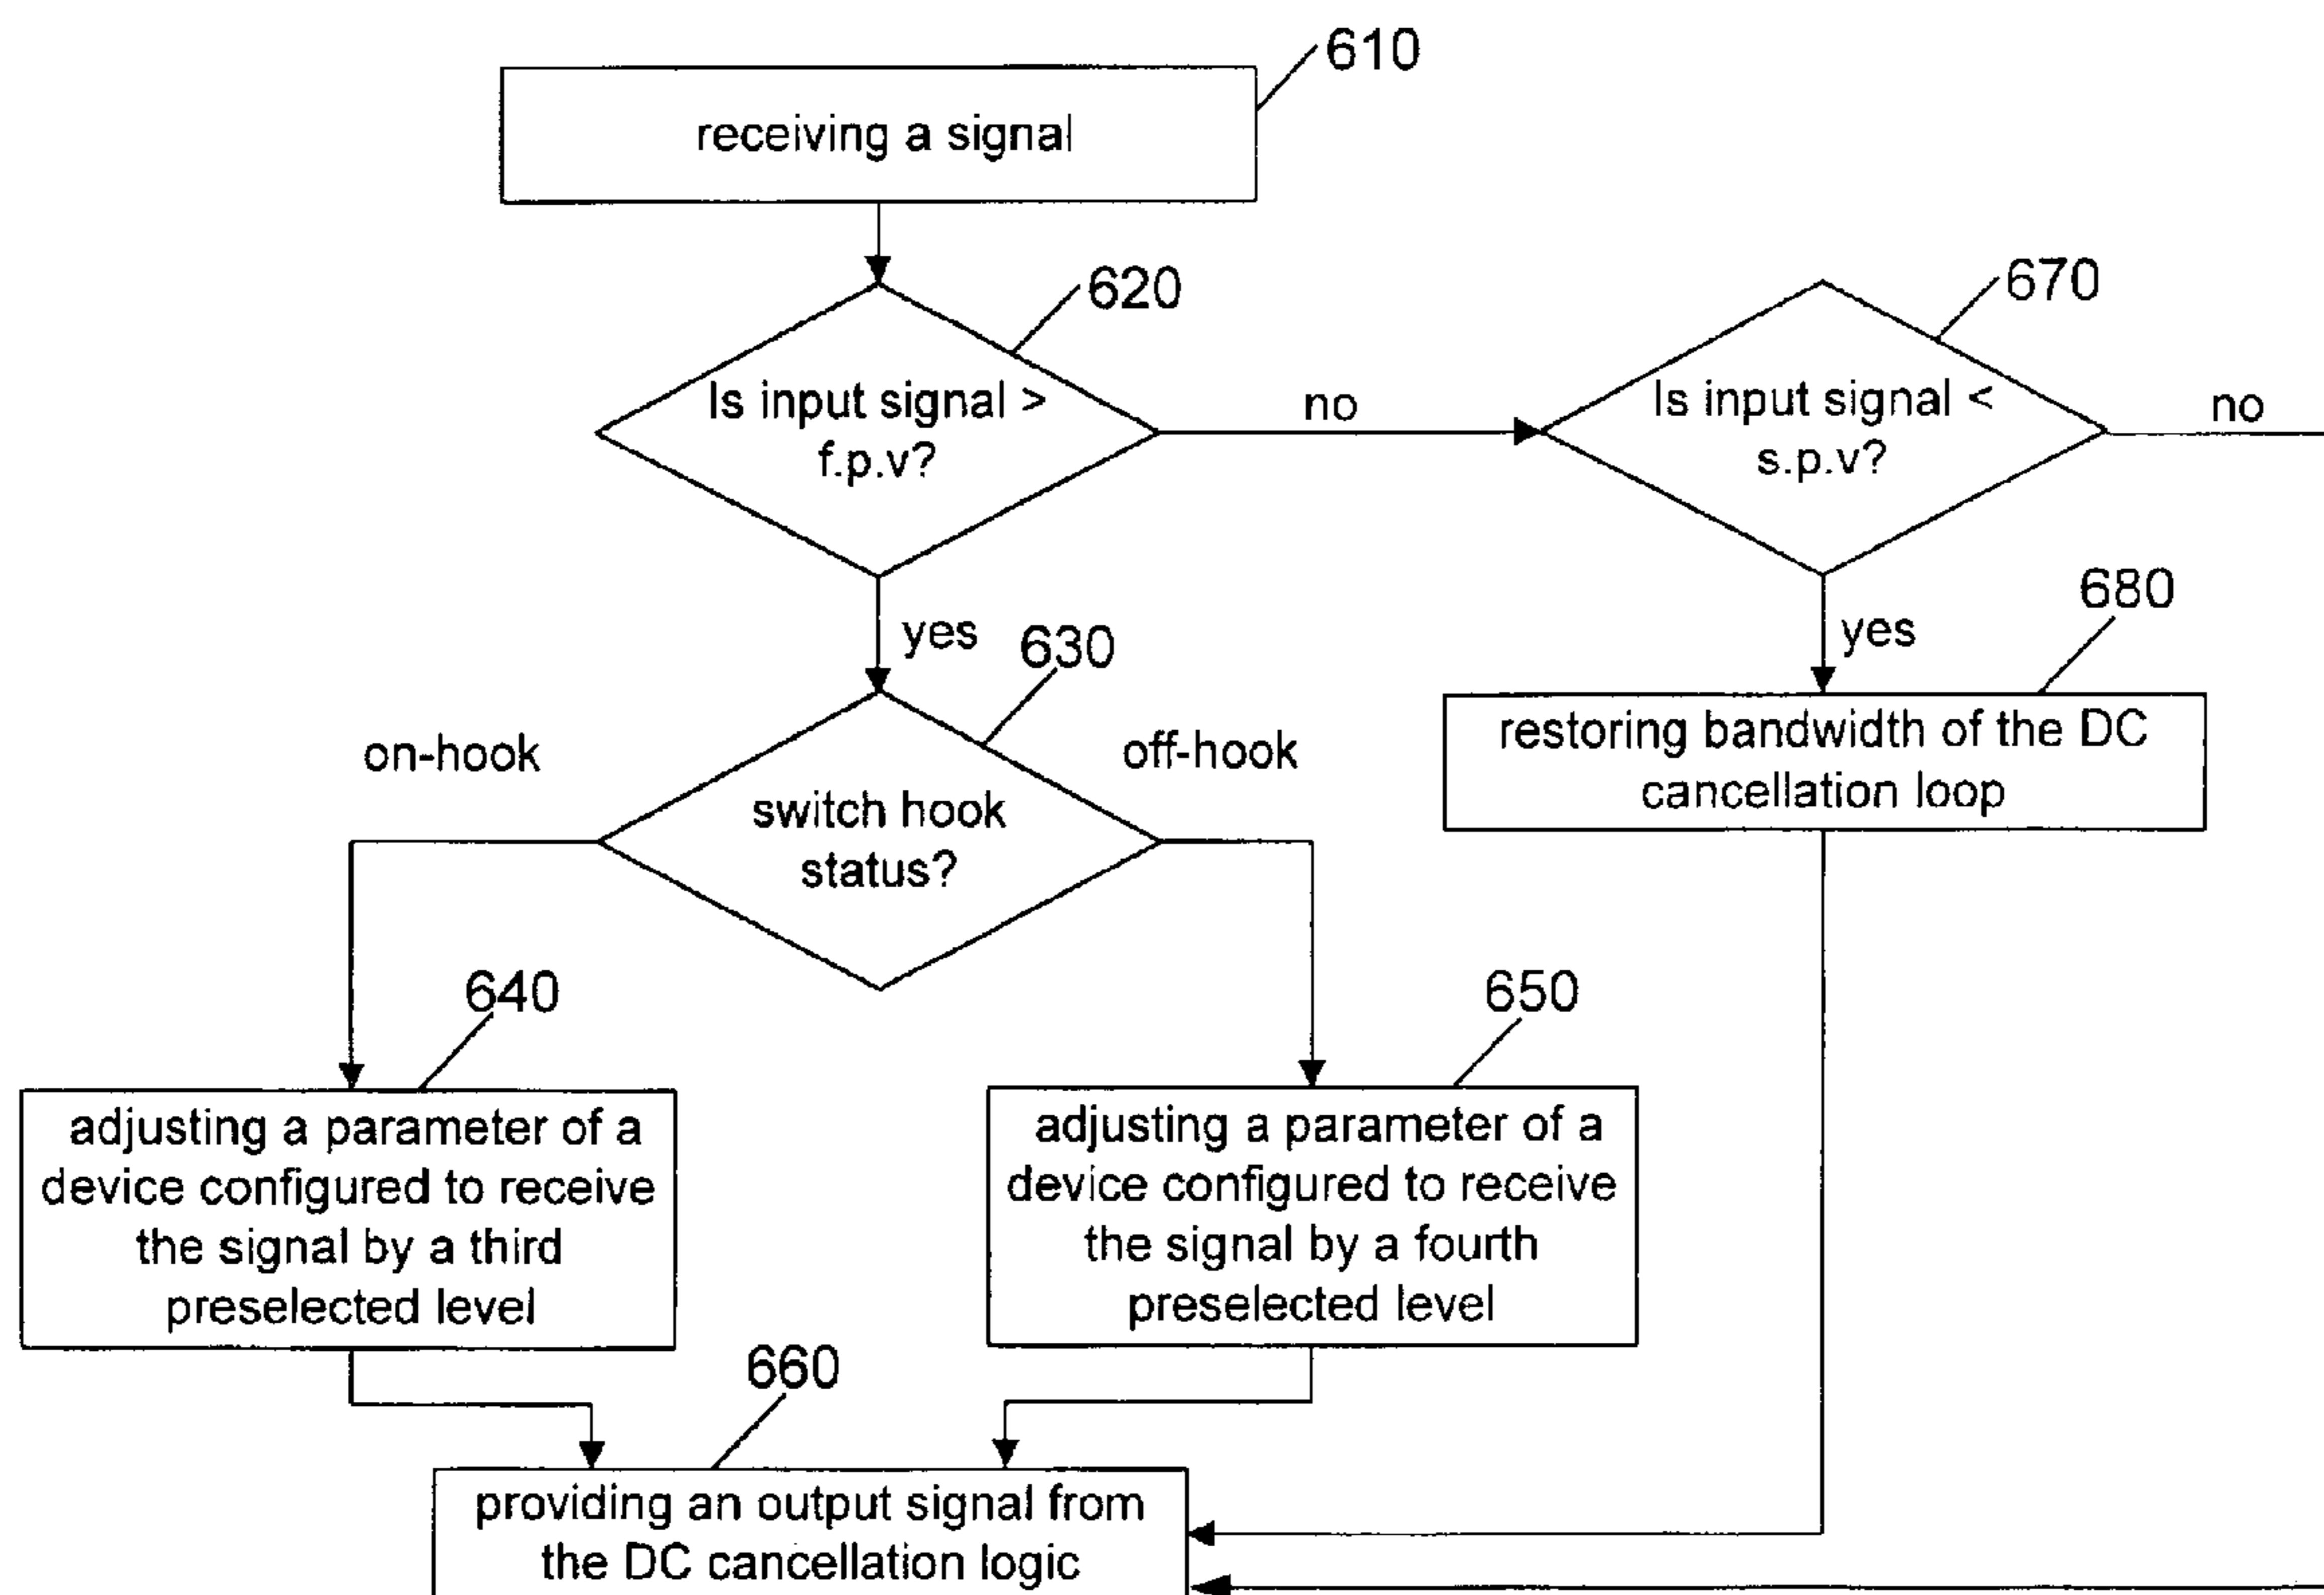 610
receiving a signal
620
Is input signal >
f.p.v?
no
670
Is input signal <
s.p.v?
no
yes
630
yes
680
on-hook
switch hook
status?
off-hook
restoring bandwidth of the DC
cancellation loop
640
adjusting a parameter of a
device configured to receive
the signal by a third
preselected level
650
adjusting a parameter of a
device configured to receive
the signal by a fourth
preselected level
660
providing an output signal from
the DC cancellation logic